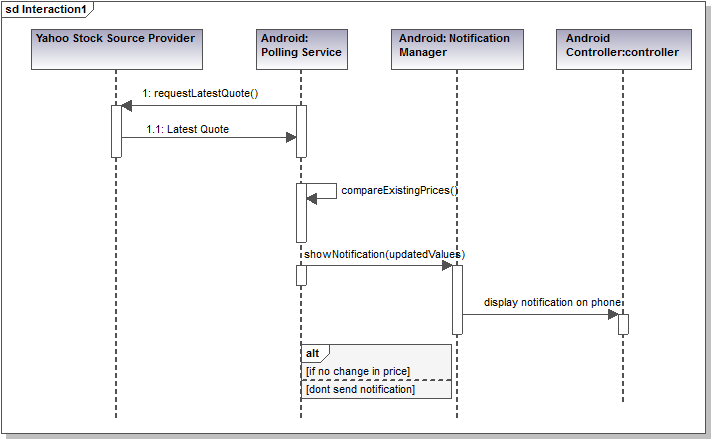 sd Interaction1
Yahoo Stock Source Provider
Android:
Polling Service
Android: Notification
Manager
Android
Controller:controller
1: requestLatestQuote()
1.1: Latest Quote
compareExistingPrices()
showNotification(updatedValues)
display notification on phone
alt
[if no change in price]
[dont send notification]